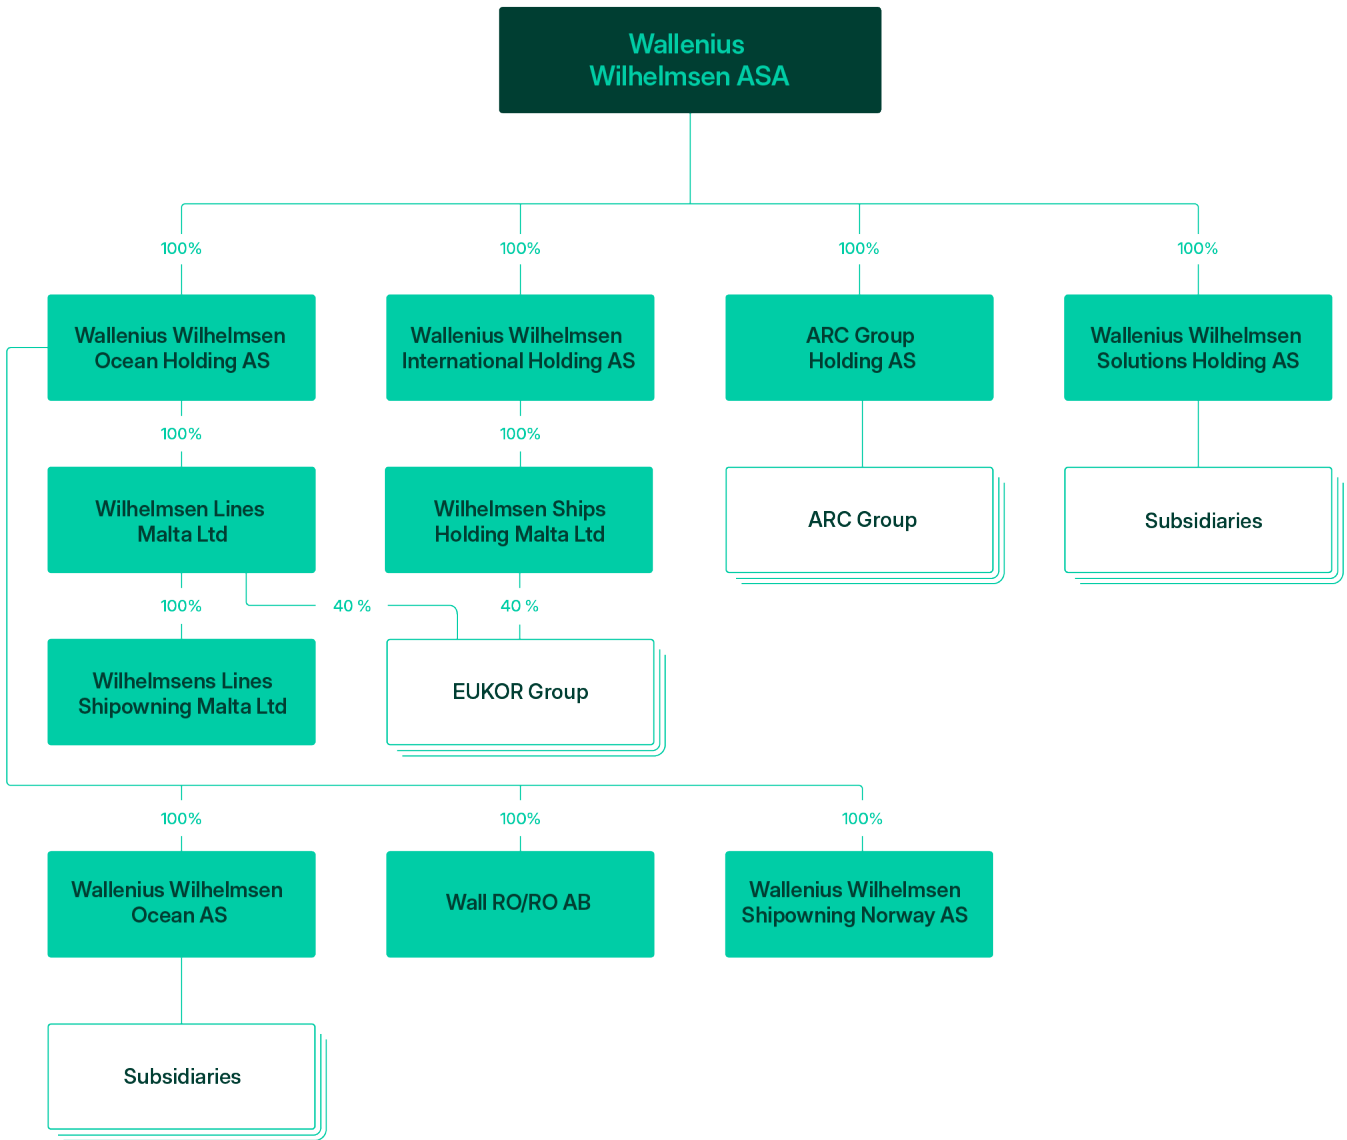 Wallenius
Wilhelmsen ASA
100%
100%
100%
100%
Wallenius Wilhelmsen
Ocean Holding AS
Wallenius Wilhelmsen
International Holding AS
ARC Group
Holding AS
Wallenius Wilhelmsen
Solutions Holding AS
100%
100%
Wilhelmsen Lines
Malta Ltd
Wilhelmsen Ships
Holding Malta Ltd
ARC Group
Subsidiaries
100%
40 %
40 %
Wilhelmsens Lines
Shipowning Malta Ltd
EUKOR Group
100%
100%
100%
Wallenius Wilhelmsen
Ocean AS
Wall RO/RO AB
Wallenius Wilhelmsen
Shipowning Norway AS
Subsidiaries